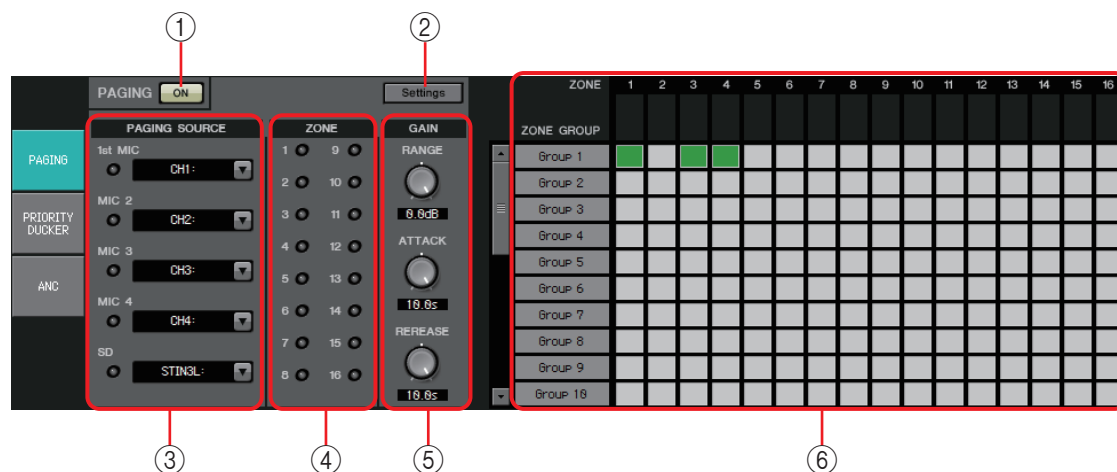 ① ②
PAGING ON Settings
PAGING SOURCE
1st MIC
CH1:
MIC 2
CH2:
MIC 3
CH3:
MIC 4
CH4:
SD
STIN3L:
ZONE
1 9
2 10
3 11
4 12
5 13
6 14
7 15
8 16
GAIN
RANGE
0.0dB
ATTACK
10.0s
REREASE
10.0s
PAGING
PRIORITY
DUCKER
ANC
ZONE 1 2 3 4 5 6 7 8 9 10 11 12 13 14 15 16
ZONE GROUP
Group 1
Group 2
Group 3
Group 4
Group 5
Group 6
Group 7
Group 8
Group 9
Group 10
③ ④ ⑤ ⑥